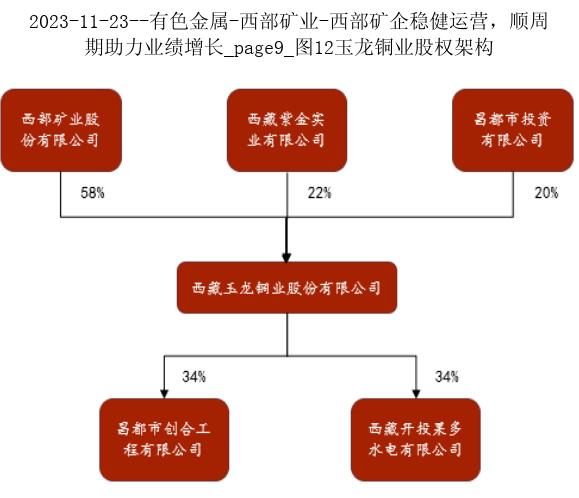 2023-11-23--有色金属-西部矿业-西部矿企稳健运营，顺周
期助力业绩增长_page9_图12玉龙铜业股权架构
西部矿业股
份有限公司
西藏紫金实
业有限公司
昌都市投资
有限公司
58%
22%
20%
西藏玉龙铜业股份有限公司
34%
34%
昌都市创合工
程有限公司
西藏开投果多
水电有限公司